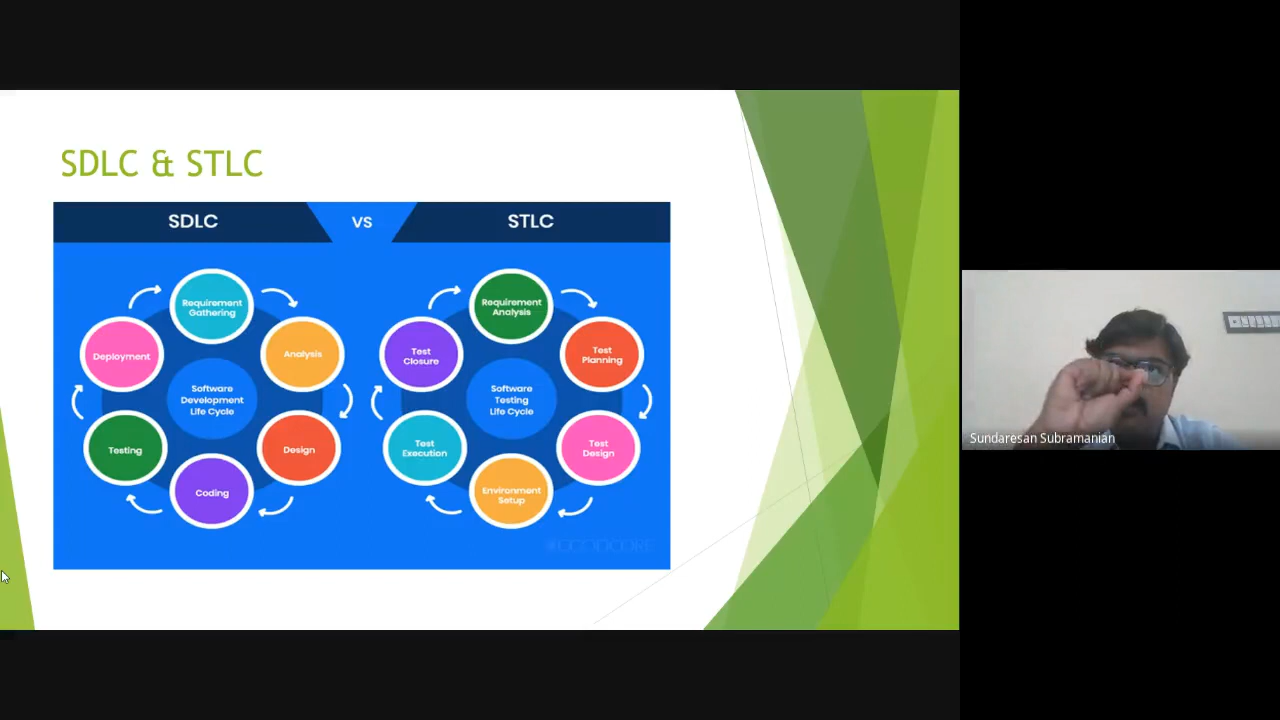 SDLC & STLC
SDLC
VS
STLC
Requirement
Gathering
Analysis
Design
Coding
Testing
Deployment
Software
Development
Life Cycle
Requirement
Analysis
Test
Planning
Test
Design
Environment
Setup
Test
Execution
Test
Closure
Software
Testing
Life Cycle
Sundaresan Subramanian